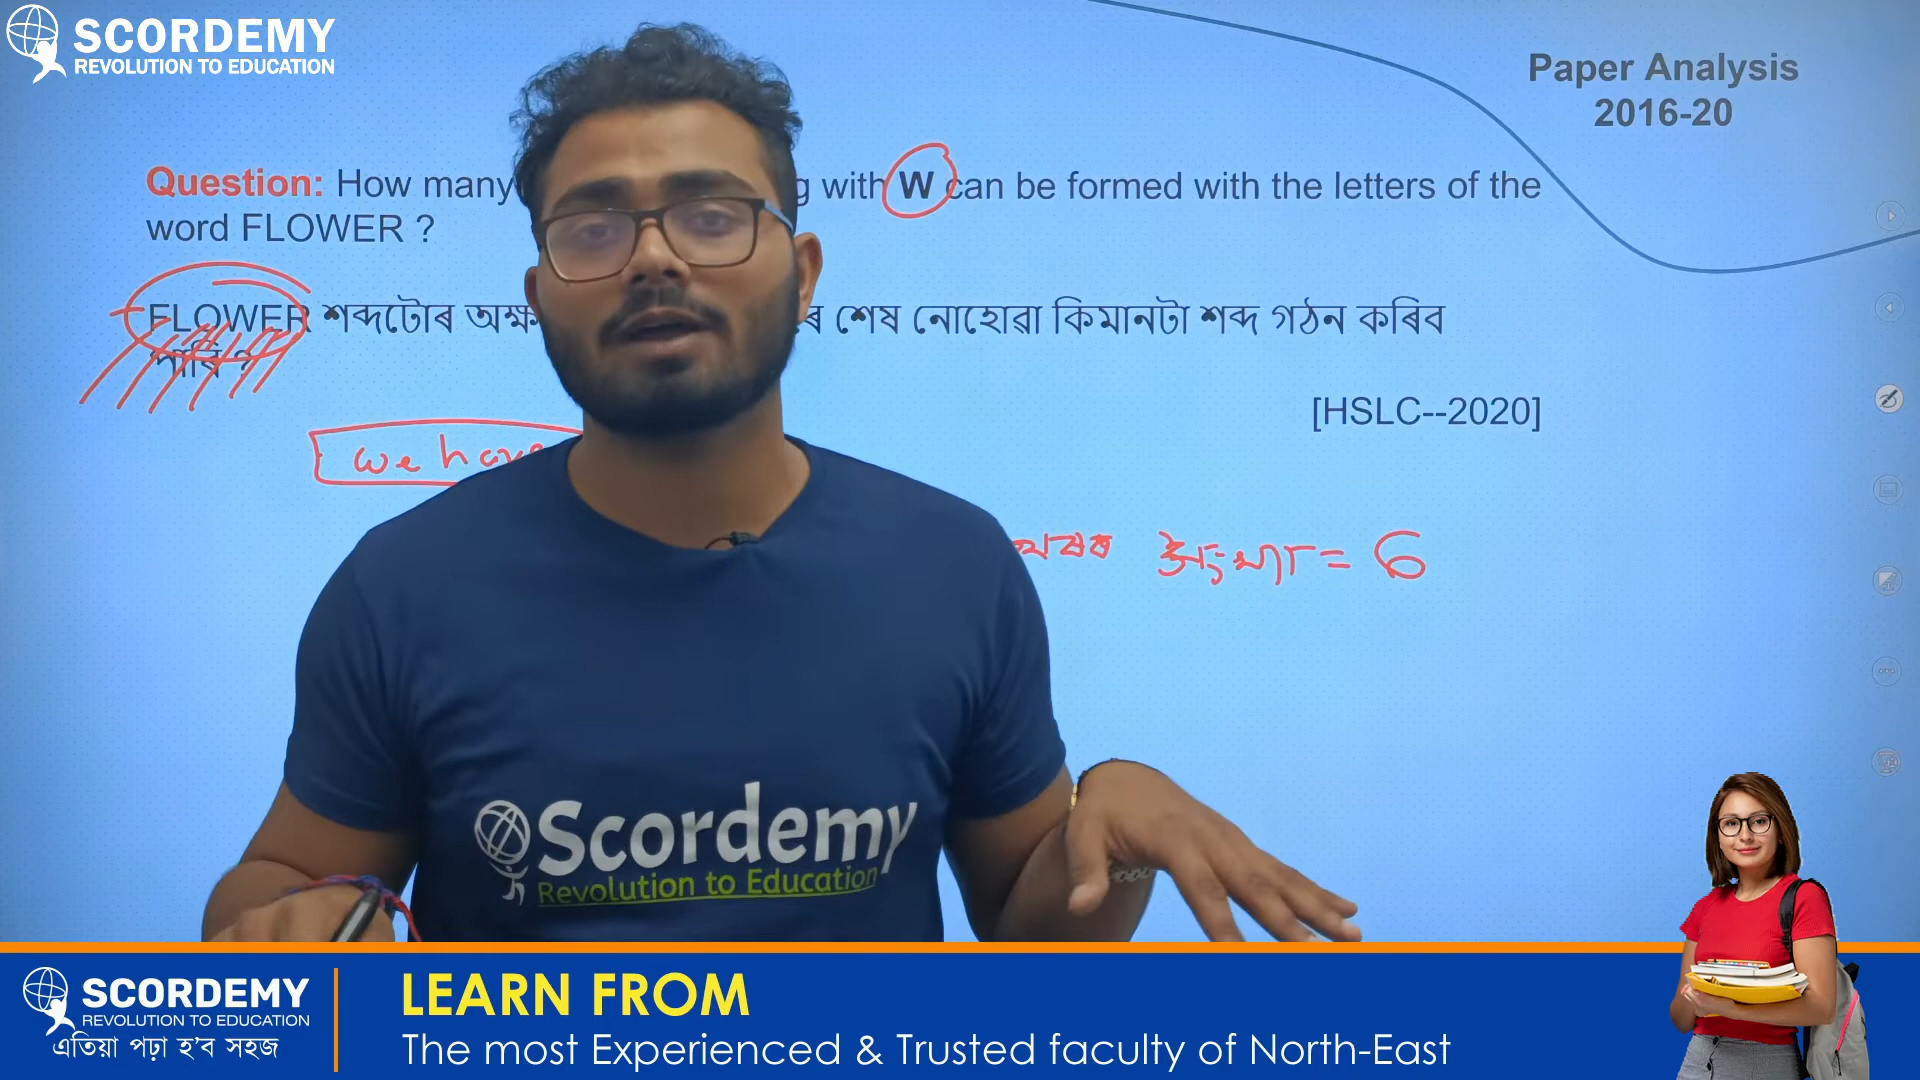 SCORDEMY
REVOLUTION TO EDUCATION
Paper Analysis
2016-20
Question: How many g with W can be formed with the letters of the
word FLOWER ?
FLOWER শব্দটোৰ অক্ষ ৰ শেষ নোহোৱা কিমানটা শব্দ গঠন কৰিব
পাৰি ?
[HSLC--2020]
we have
সংখ্যা = 6
Scordemy
Revolution to Education
SCORDEMY
REVOLUTION TO EDUCATION
এতিয়া পঢ়া হ'ব সহজ
LEARN FROM
The most Experienced & Trusted faculty of North-East